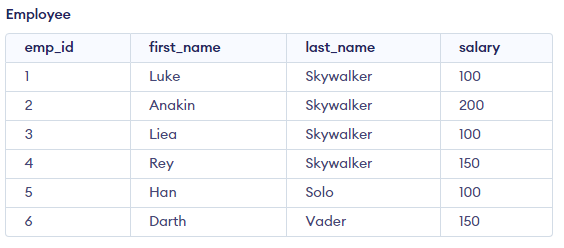 Employee
emp_id first_name last_name salary
1 Luke Skywalker 100
2 Anakin Skywalker 200
3 Liea Skywalker 100
4 Rey Skywalker 150
5 Han Solo 100
6 Darth Vader 150